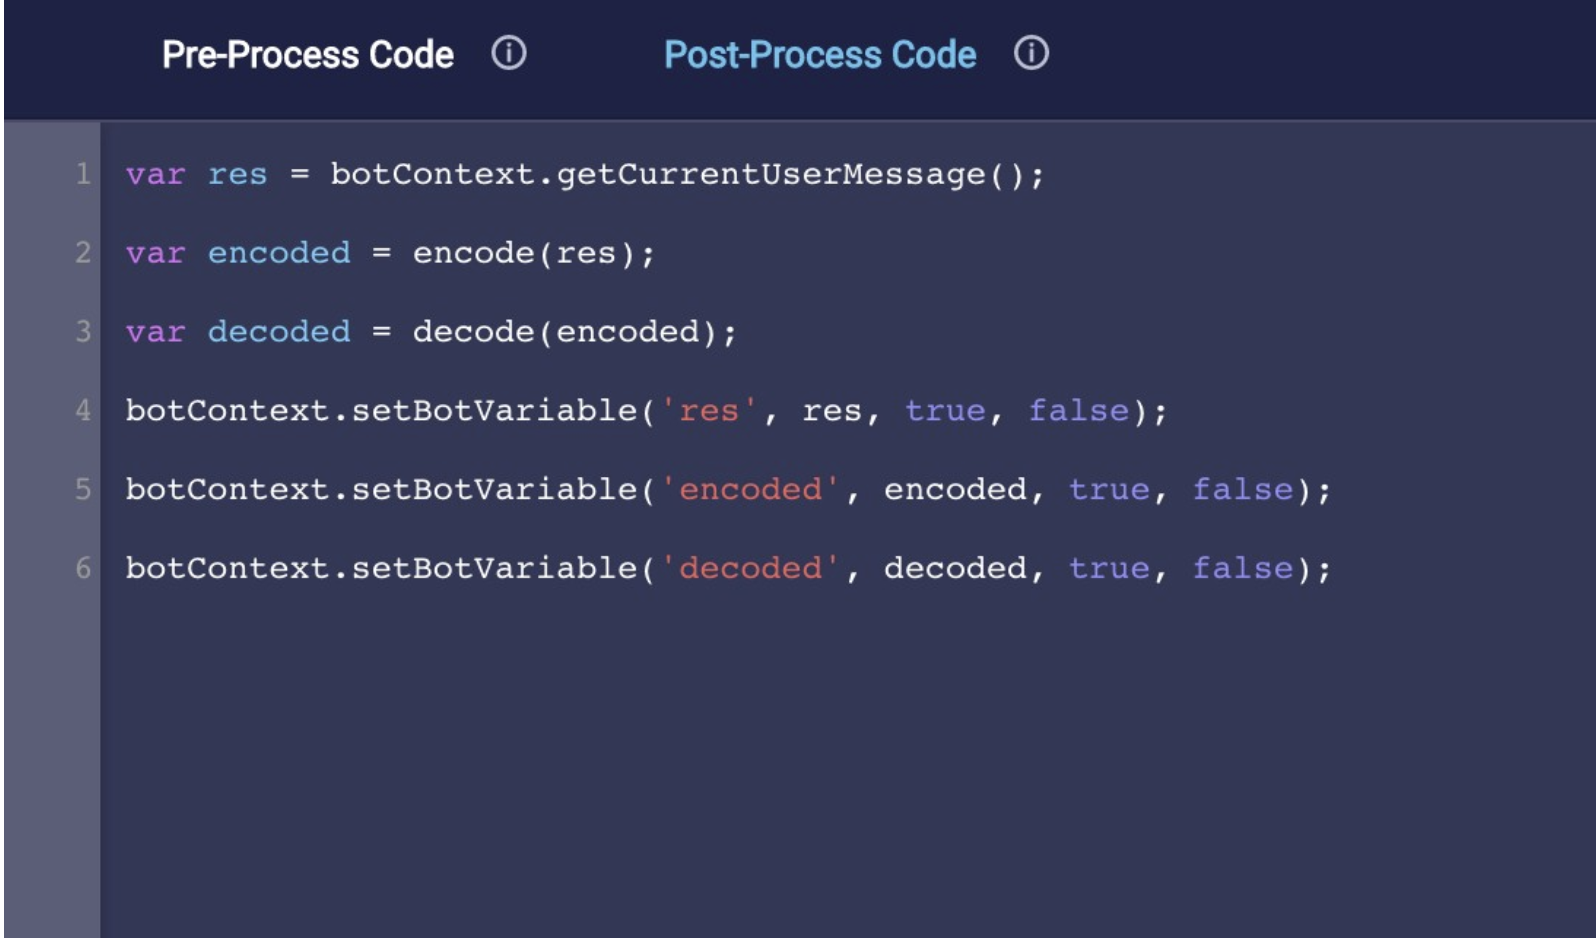 Pre-Process Code Post-Process Code
1 var res = botContext.getCurrentUserMessage();
2 var encoded = encode(res);
3 var decoded = decode(encoded);
4 botContext.setBotVariable('res', res, true, false);
5 botContext.setBotVariable('encoded', encoded, true, false);
6 botContext.setBotVariable('decoded', decoded, true, false);